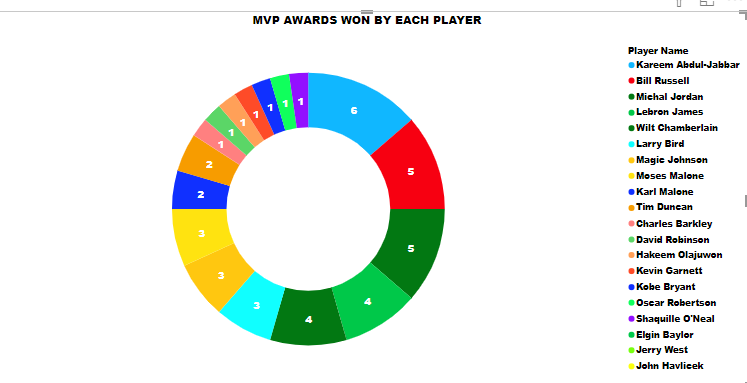 MVP AWARDS WON BY EACH PLAYER
Player Name
Kareem Abdul-Jabbar
Bill Russell
Michal Jordan
Lebron James
Wilt Chamberlain
Larry Bird
Magic Johnson
Moses Malone
Karl Malone
Tim Duncan
Charles Barkley
David Robinson
Hakeem Olajuwon
Kevin Garnett
Kobe Bryant
Oscar Robertson
Shaquille O'Neal
Elgin Baylor
Jerry West
John Havlicek
6
5
5
4
4
3
3
3
2
2
1
1
1
1
1
1
1